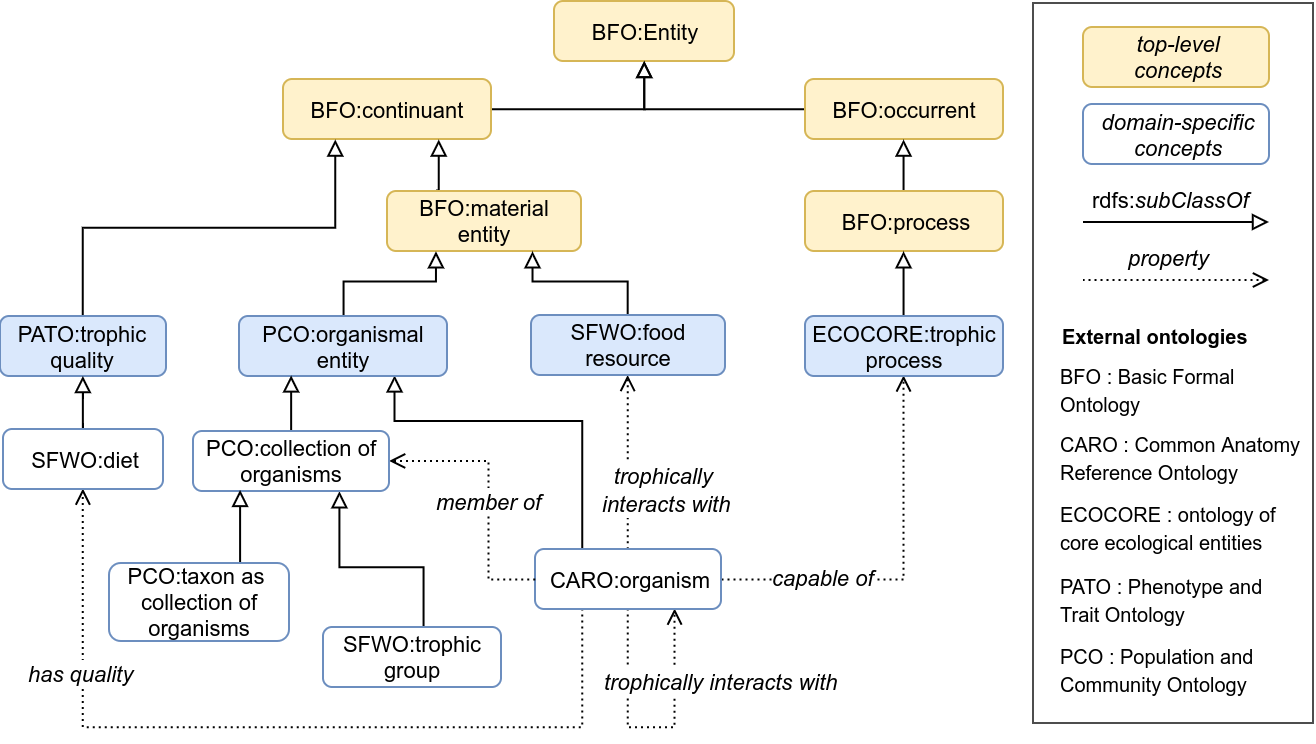 BFO:Entity
BFO:continuant
BFO:occurrent
BFO:material
entity
BFO:process
PATO:trophic
quality
PCO:organismal
entity
SFWO:food
resource
ECOCORE:trophic
process
SFWO:diet
PCO:collection of
organisms
member of
trophically
interacts with
PCO:taxon as
collection of
organisms
CARO:organism
capable of
SFWO:trophic
group
has quality
trophically interacts with
top-level
concepts
domain-specific
concepts
rdfs:subClassOf
property
External ontologies
BFO : Basic Formal
Ontology
CARO : Common Anatomy
Reference Ontology
ECOCORE : ontology of
core ecological entities
PATO : Phenotype and
Trait Ontology
PCO : Population and
Community Ontology